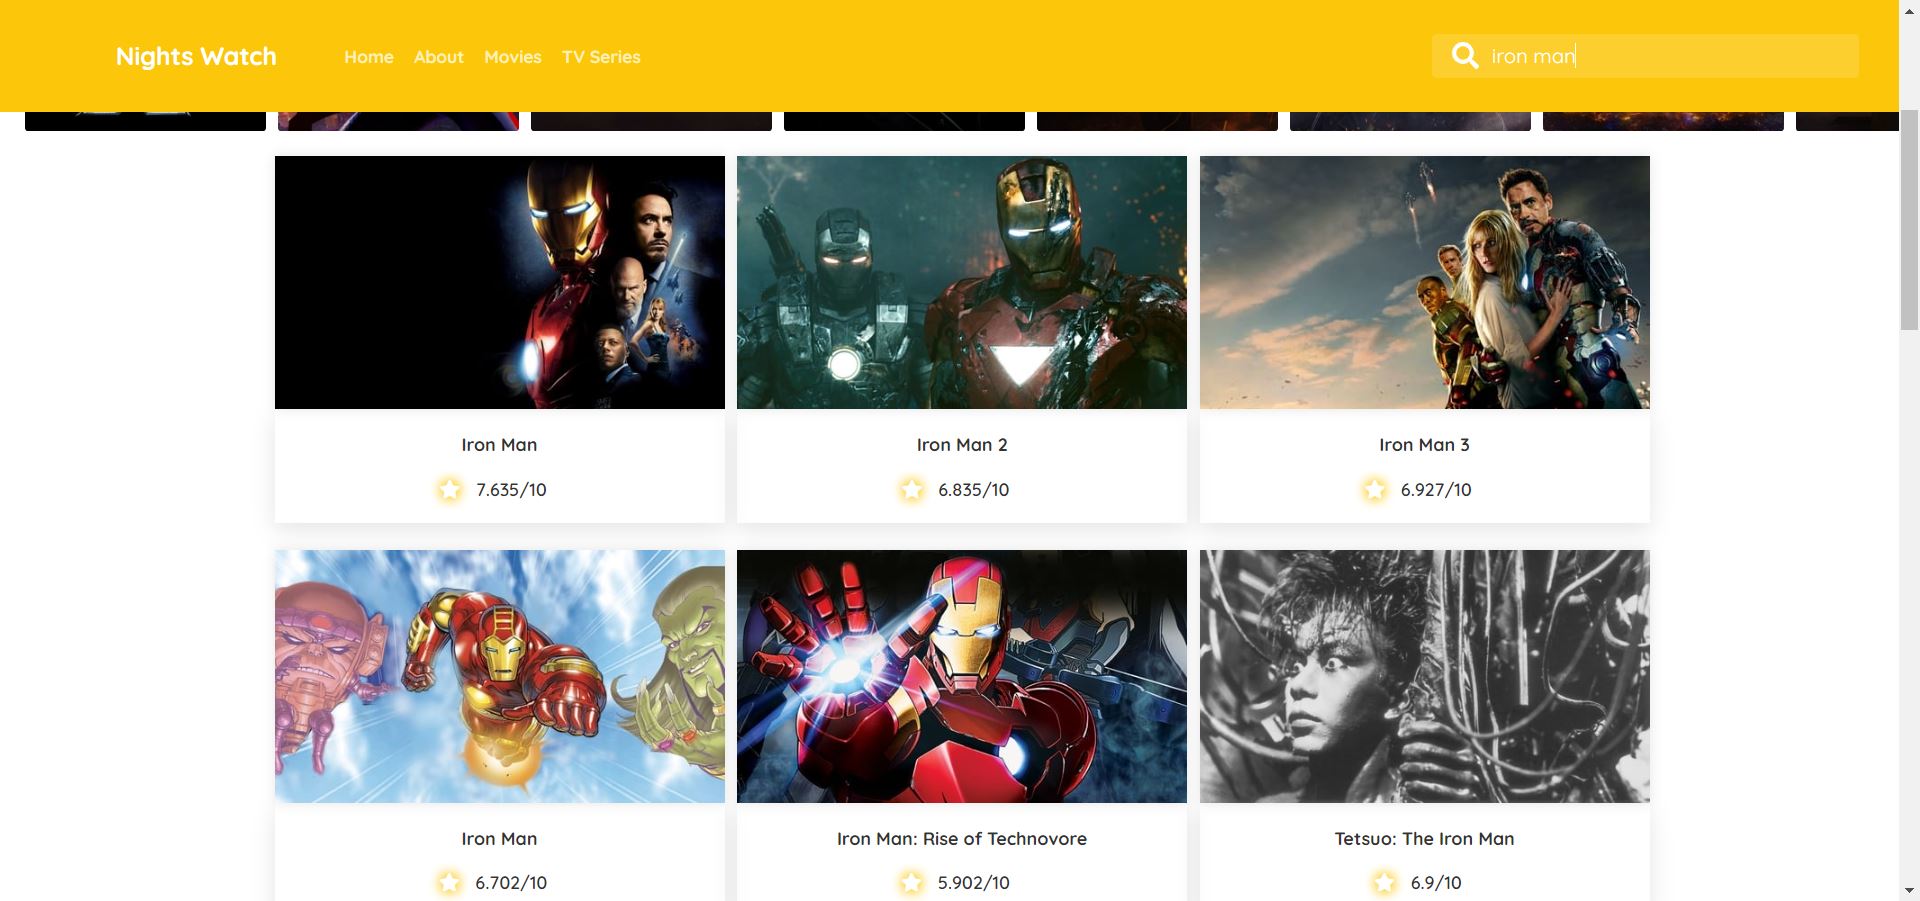 Nights Watch
Home About Movies TV Series
iron man
Iron Man
7.635/10
Iron Man 2
6.835/10
Iron Man 3
6.927/10
Iron Man
6.702/10
Iron Man: Rise of Technovore
5.902/10
Tetsuo: The Iron Man
6.9/10